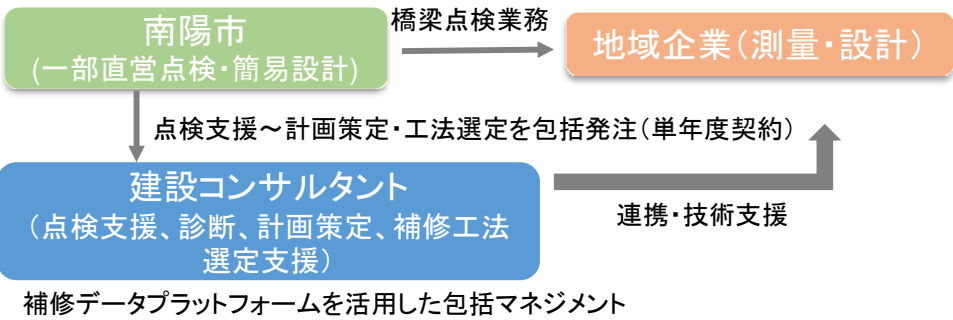 南陽市
(一部直営点検・簡易設計)
橋梁点検業務
地域企業(測量・設計)
点検支援～計画策定・工法選定を包括発注(単年度契約)
建設コンサルタント
(点検支援、診断、計画策定、補修工法
選定支援)
連携・技術支援
補修データプラットフォームを活用した包括マネジメント